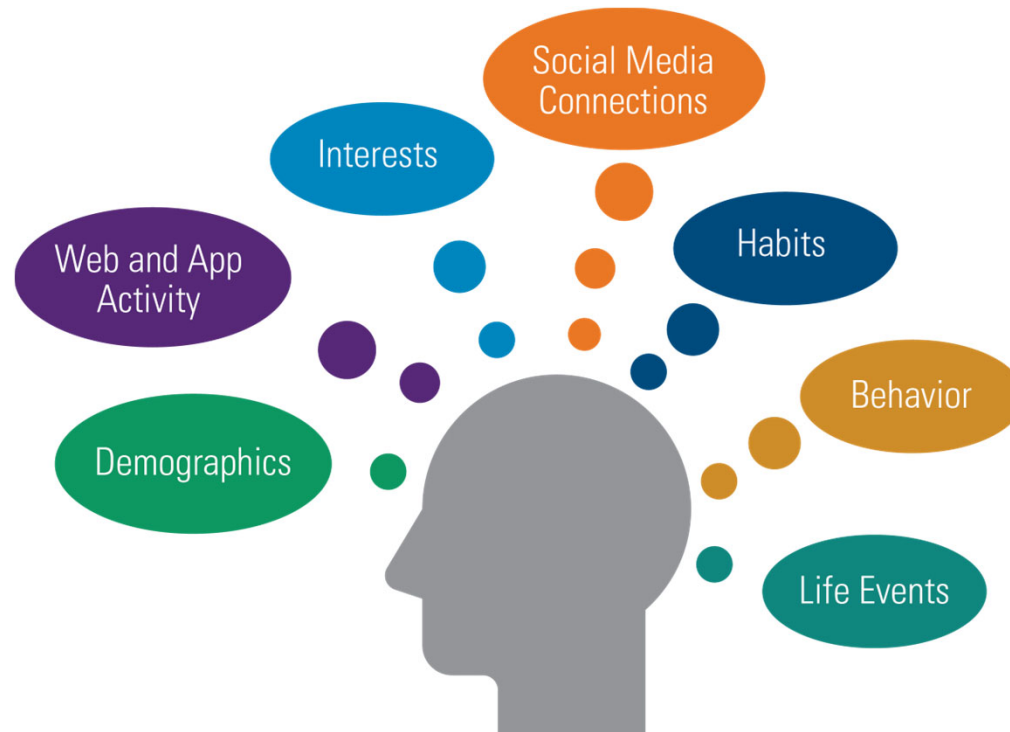 Social Media
Connections
Interests
Habits
Web and App
Activity
Behavior
Demographics
Life Events